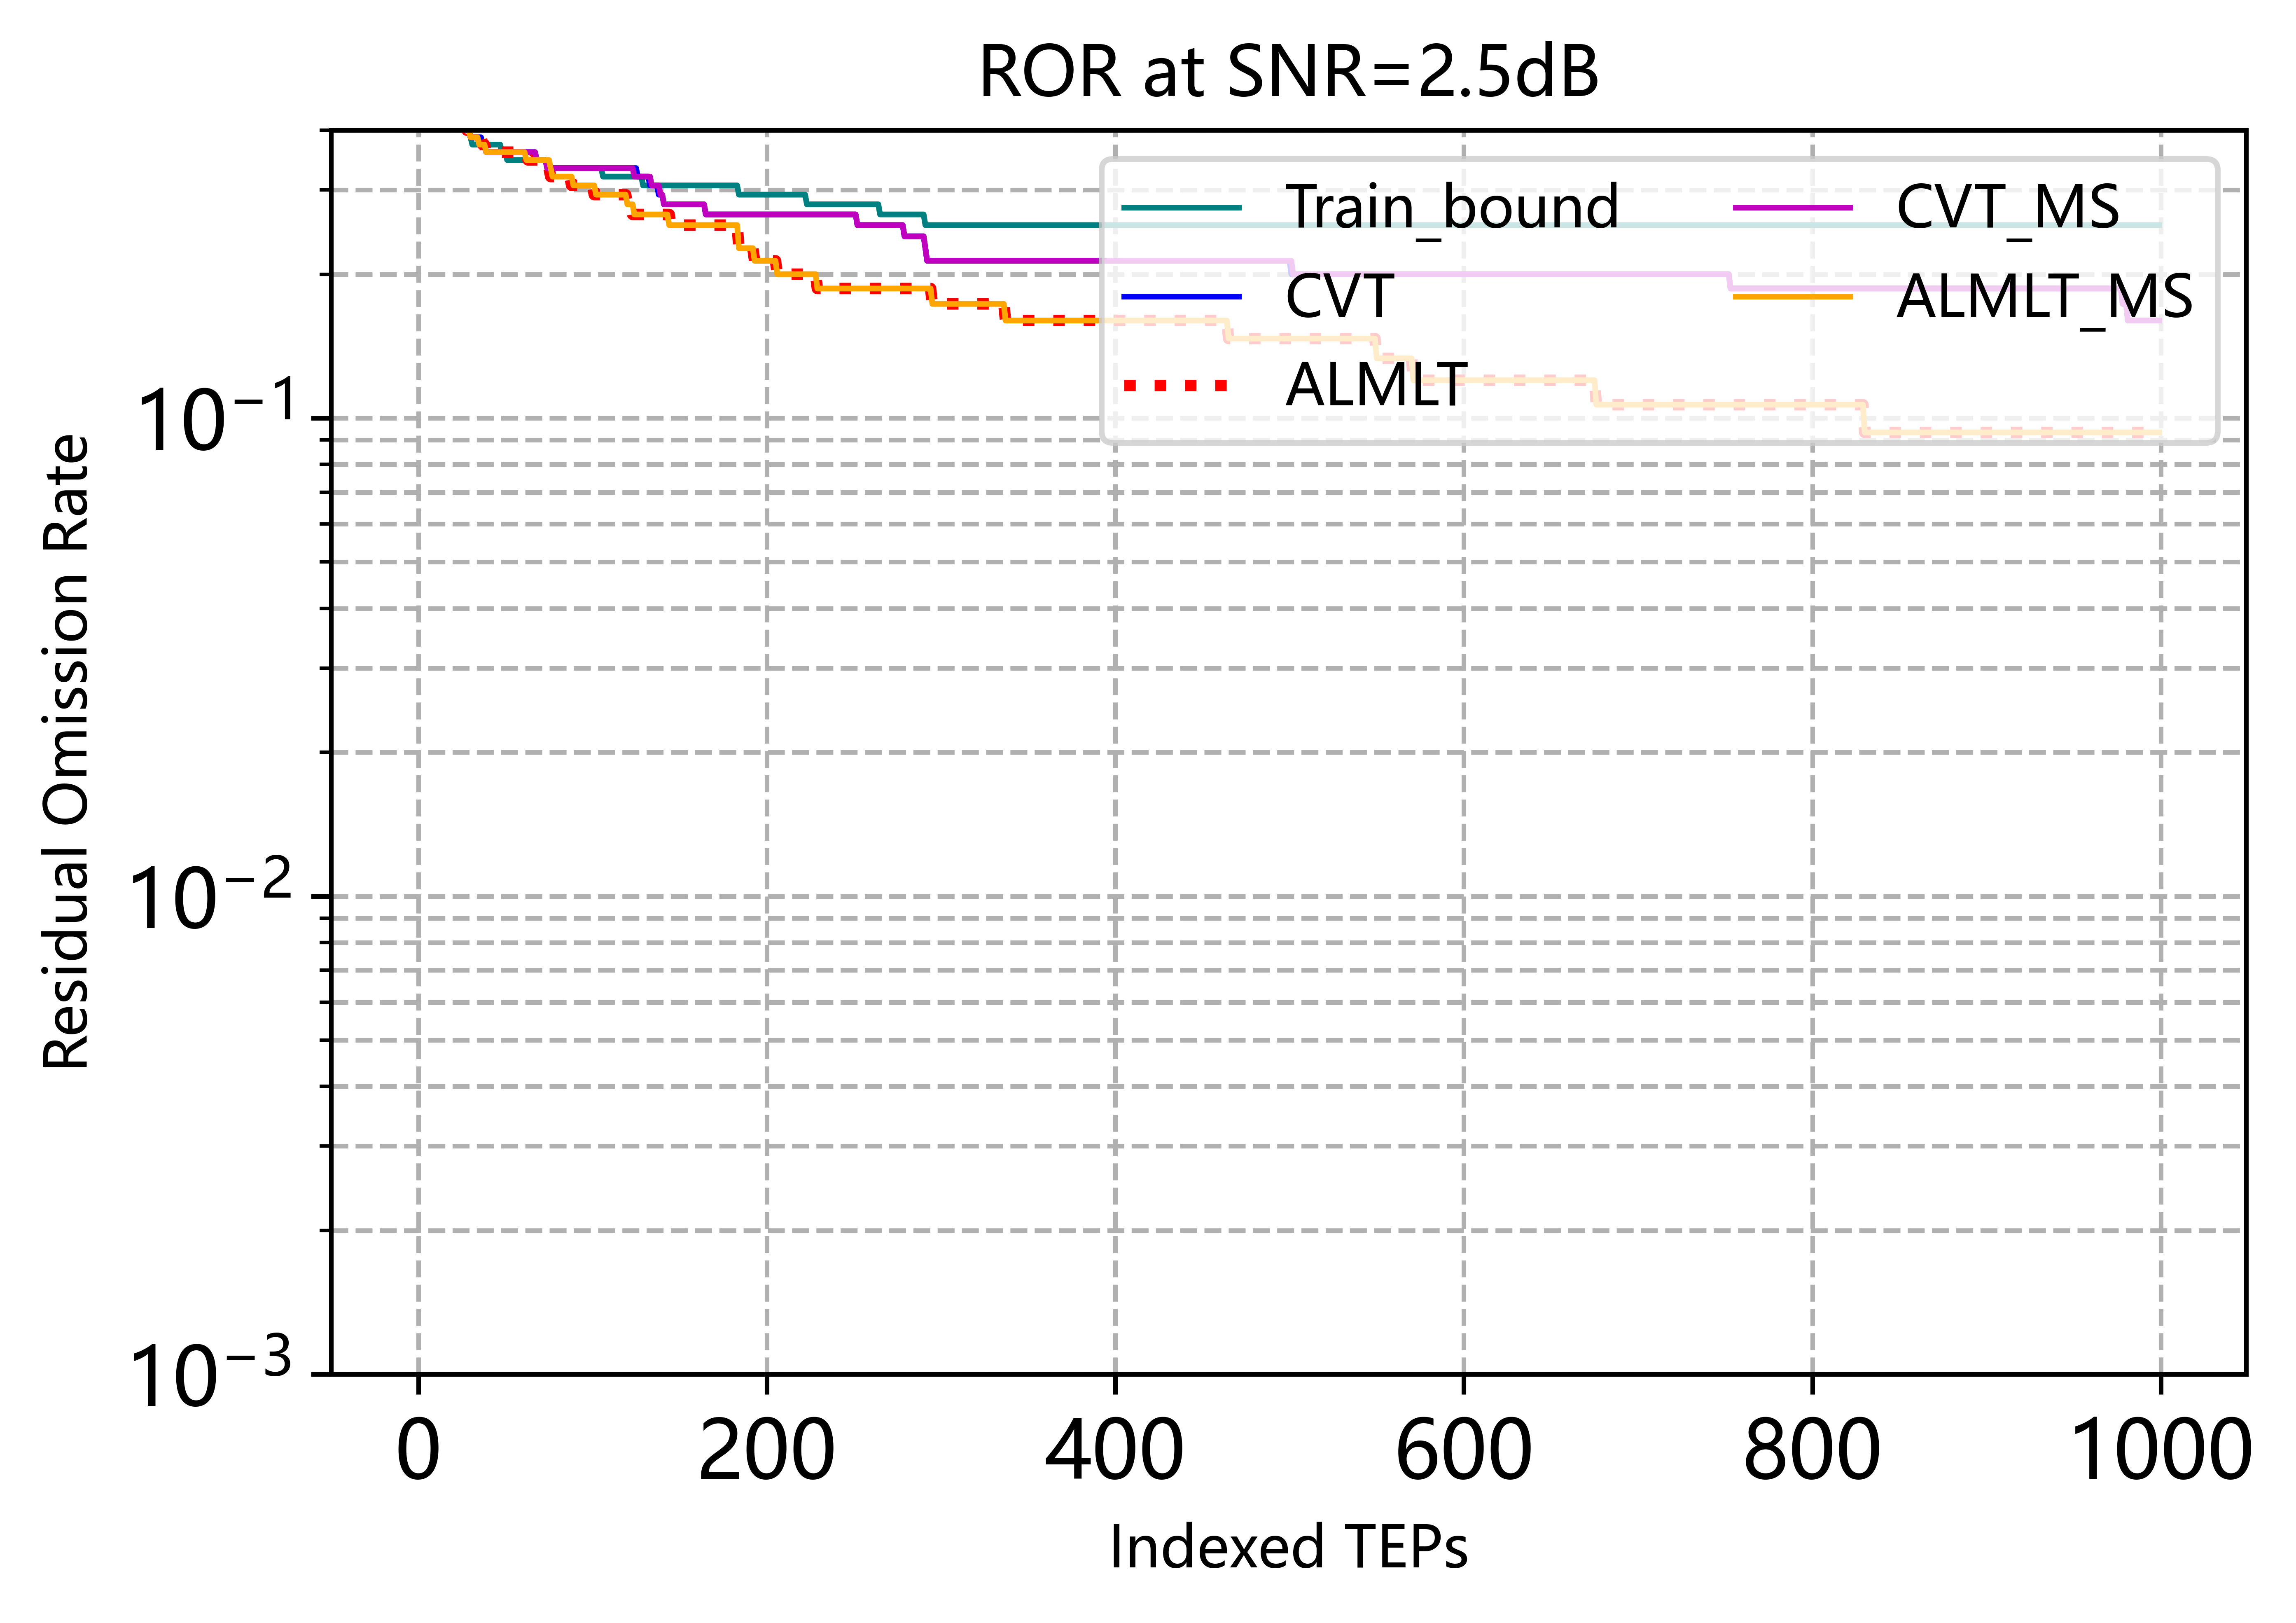 ROR at SNR=2.5dB
Train_bound
CVT
ALMLT
CVT_MS
ALMLT_MS
Residual Omission Rate
10⁻¹
10⁻²
10⁻³
0 200 400 600 800 1000
Indexed TEPs